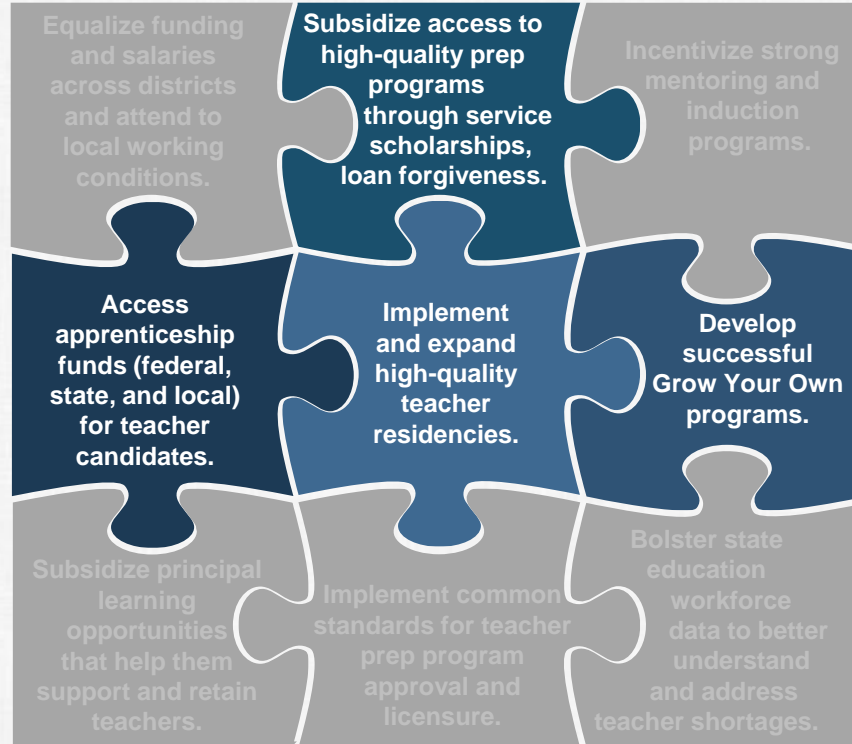 Equalize funding
and salaries
across districts
and attend to
local working
conditions.
Subsidize access to
high-quality prep
programs
through service
scholarships,
loan forgiveness.
Incentivize strong
mentoring and
induction
programs.
Access
apprenticeship
funds (federal,
state, and local)
for teacher
candidates.
Implement
and expand
high-quality
teacher
residencies.
Develop
successful
Grow Your Own
programs.
Subsidize principal
learning
opportunities
that help them
support and retain
teachers.
Implement common
standards for teacher
prep program
approval and
licensure.
Bolster state
education
workforce
data to better
understand
and address
teacher shortages.